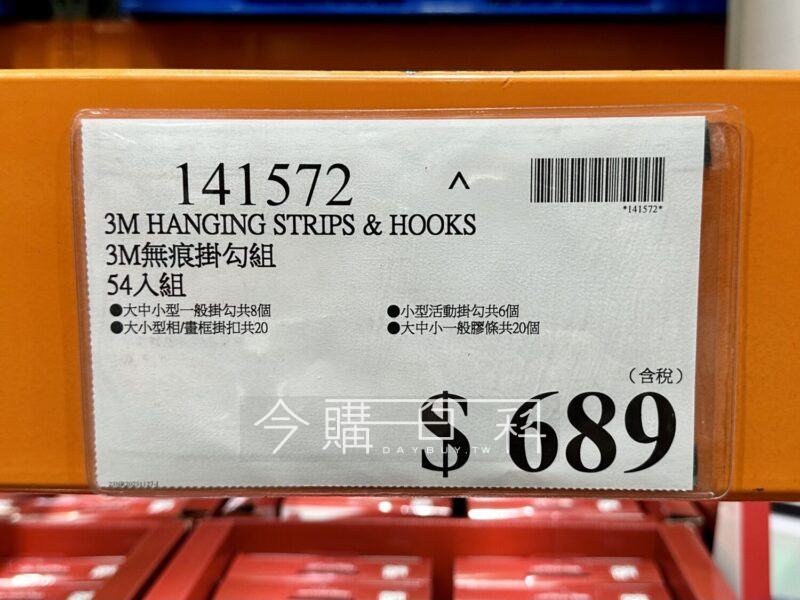 141572 ^
*141572*
3M HANGING STRIPS & HOOKS
3M無痕掛勾組
54入組
●大中小型一般掛勾共8個
●小型活動掛勾共6個
●大小型相/畫框掛扣共20
●大中小一般膠條共20個
(含稅)
$ 689
今購百科
DAYBUY.TW